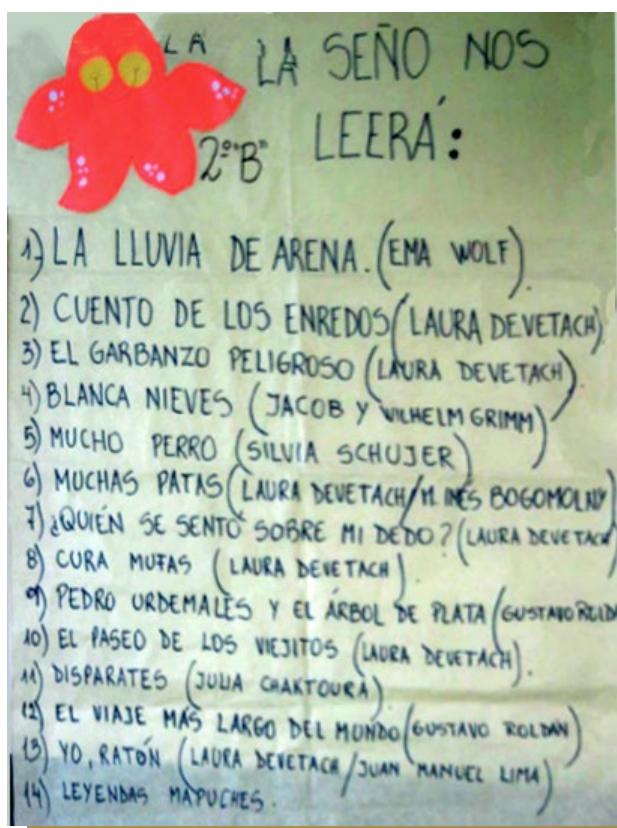 LA LA SEÑO NOS
2º "B" LEERÁ:
1) LA LLUVIA DE ARENA. (EMA WOLF).
2) CUENTO DE LOS ENREDOS (LAURA DEVETACH)
3) EL GARBANZO PELIGROSO (LAURA DEVETACH).
4) BLANCA NIEVES (JACOB Y WILHELM GRIMM)
5) MUCHO PERRO (SILVIA SCHUJER)
6) MUCHAS PATAS (LAURA DEVETACH/M. INÉS BOGOMOLNY)
7) ¿QUIÉN SE SENTÓ SOBRE MI DEDO? (LAURA DEVETACH)
8) CURA MUFAS (LAURA DEVETACH).
9) PEDRO URDEMALES Y EL ÁRBOL DE PLATA (GUSTAVO ROLDÁ
10) EL PASEO DE LOS VIEJITOS (LAURA DEVETACH).
11) DISPARATES (JULIA CHAKTOURA)
12) EL VIAJE MÁS LARGO DEL MUNDO (GUSTAVO ROLDÁN)
13) YO, RATÓN (LAURA DEVETACH/JUAN MANUEL LIMA)
14) LEYENDAS MAPUCHES.